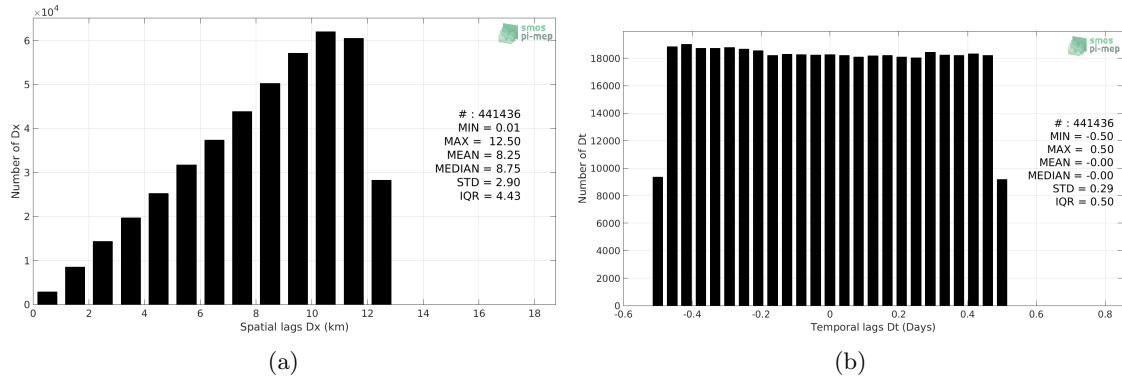 ×10⁴
6
5
4
3
2
1
0
Number of Dx
smos
pi-mep
# : 441436
MIN = 0.01
MAX = 12.50
MEAN = 8.25
MEDIAN = 8.75
STD = 2.90
IQR = 4.43
0 2 4 6 8 10 12 14 16 18
Spatial lags Dx (km)
(a)
18000
16000
14000
12000
10000
8000
6000
4000
2000
0
Number of Dt
smos
pi-mep
# : 441436
MIN = -0.50
MAX = 0.50
MEAN = -0.00
MEDIAN = -0.00
STD = 0.29
IQR = 0.50
-0.6 -0.4 -0.2 0 0.2 0.4 0.6 0.8
Temporal lags Dt (Days)
(b)